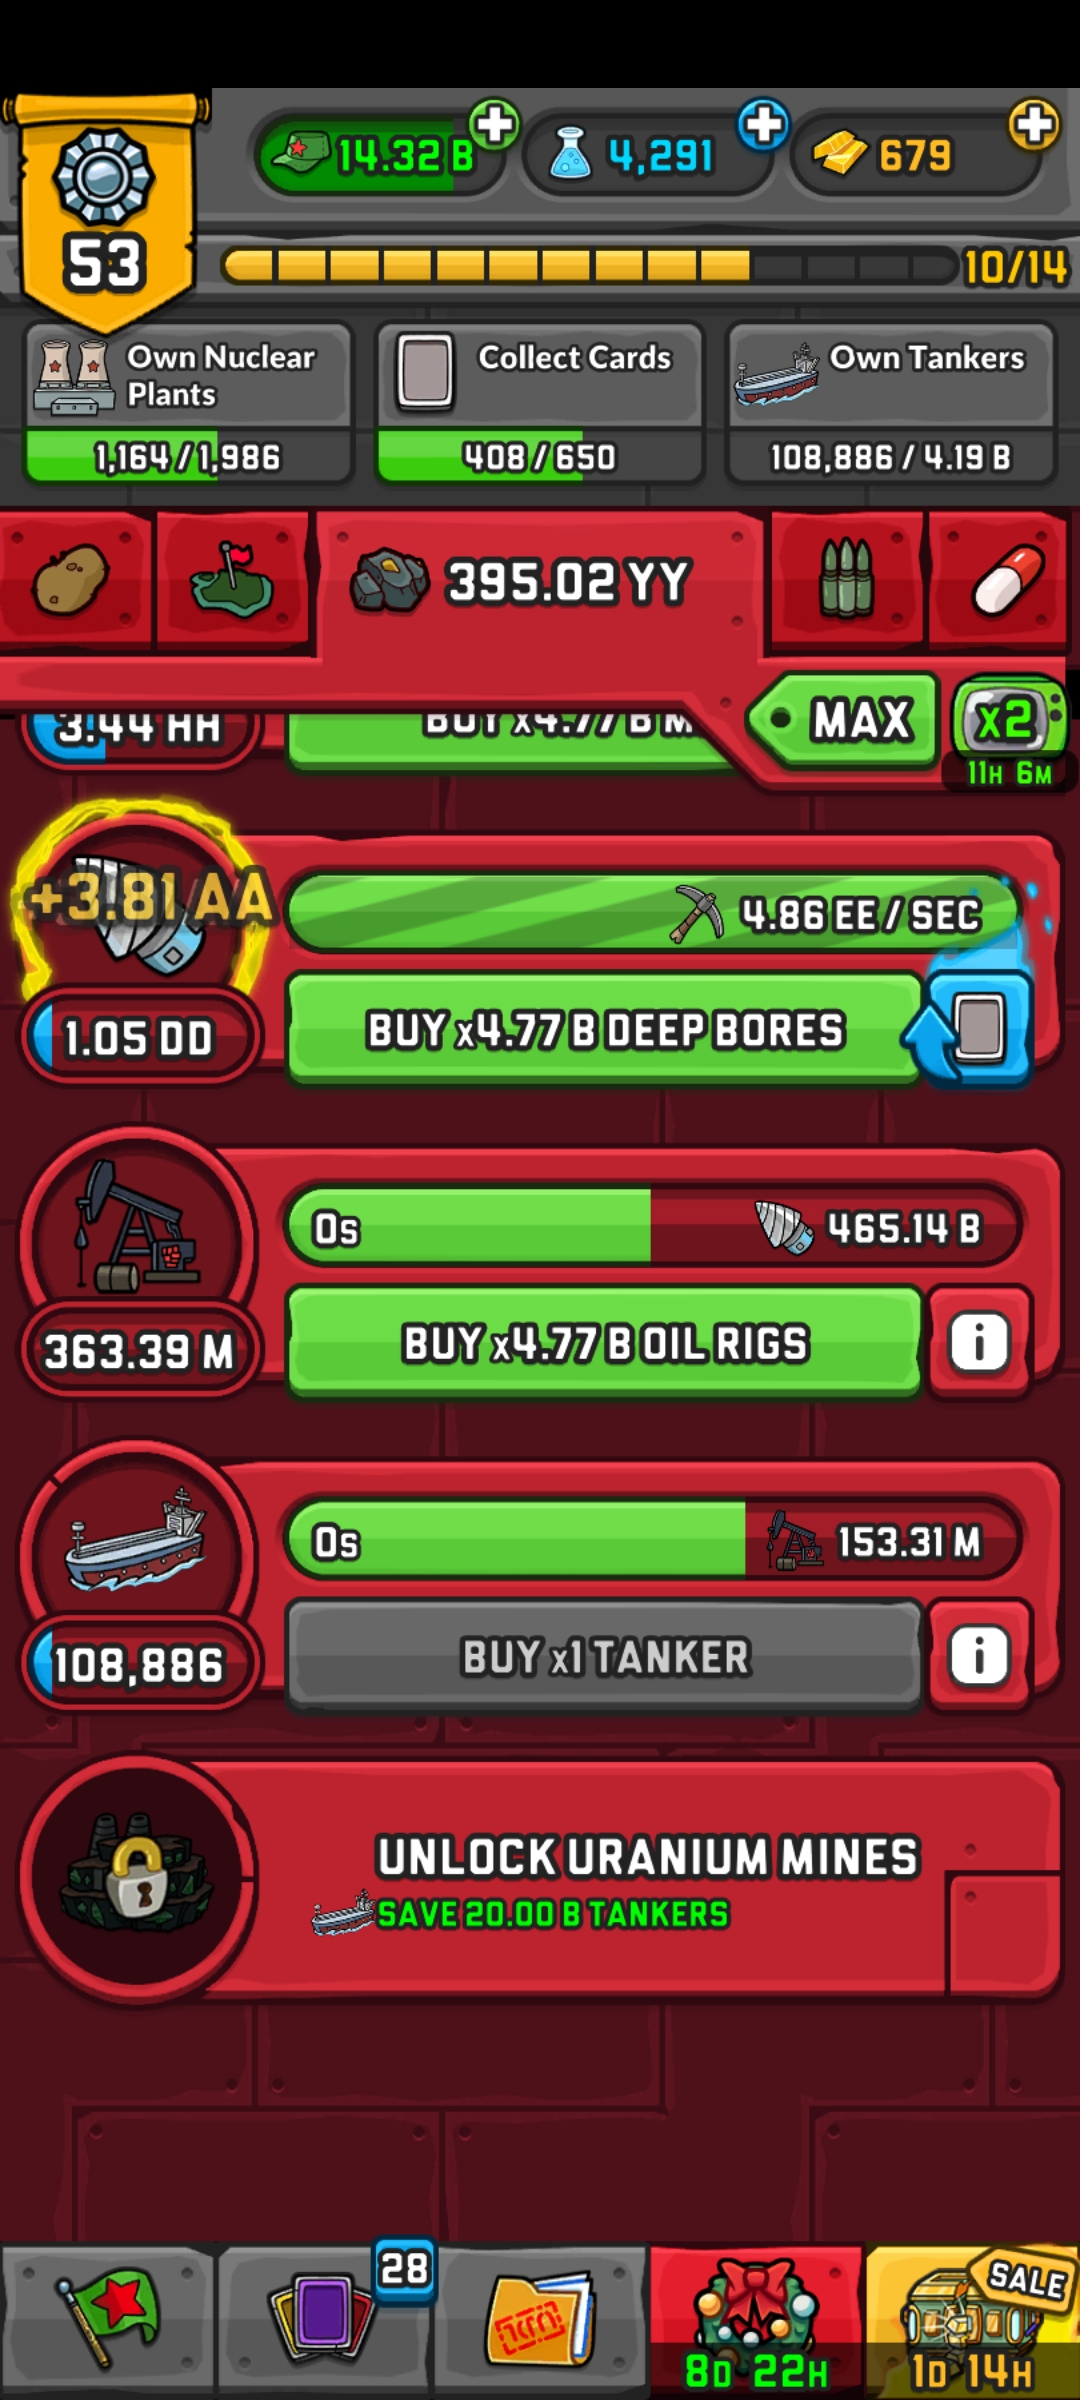 14.32 B
4,291
679
53
10/14
Own Nuclear
Plants
1,164/1,986
Collect Cards
408/650
Own Tankers
108,886/4.19 B
395.02 YY
MAX
x2
11H 6M
3.44 HH
BUY x4.77 B M
+3.81 AA
4.86 EE/SEC
1.05 DD
BUY x4.77 B DEEP BORES
0s
465.14 B
363.39 M
BUY x4.77 B OIL RIGS
i
0s
153.31 M
108,886
BUY x1 TANKER
i
UNLOCK URANIUM MINES
SAVE 20.00 B TANKERS
28
SALE
8D 22H
1D 14H